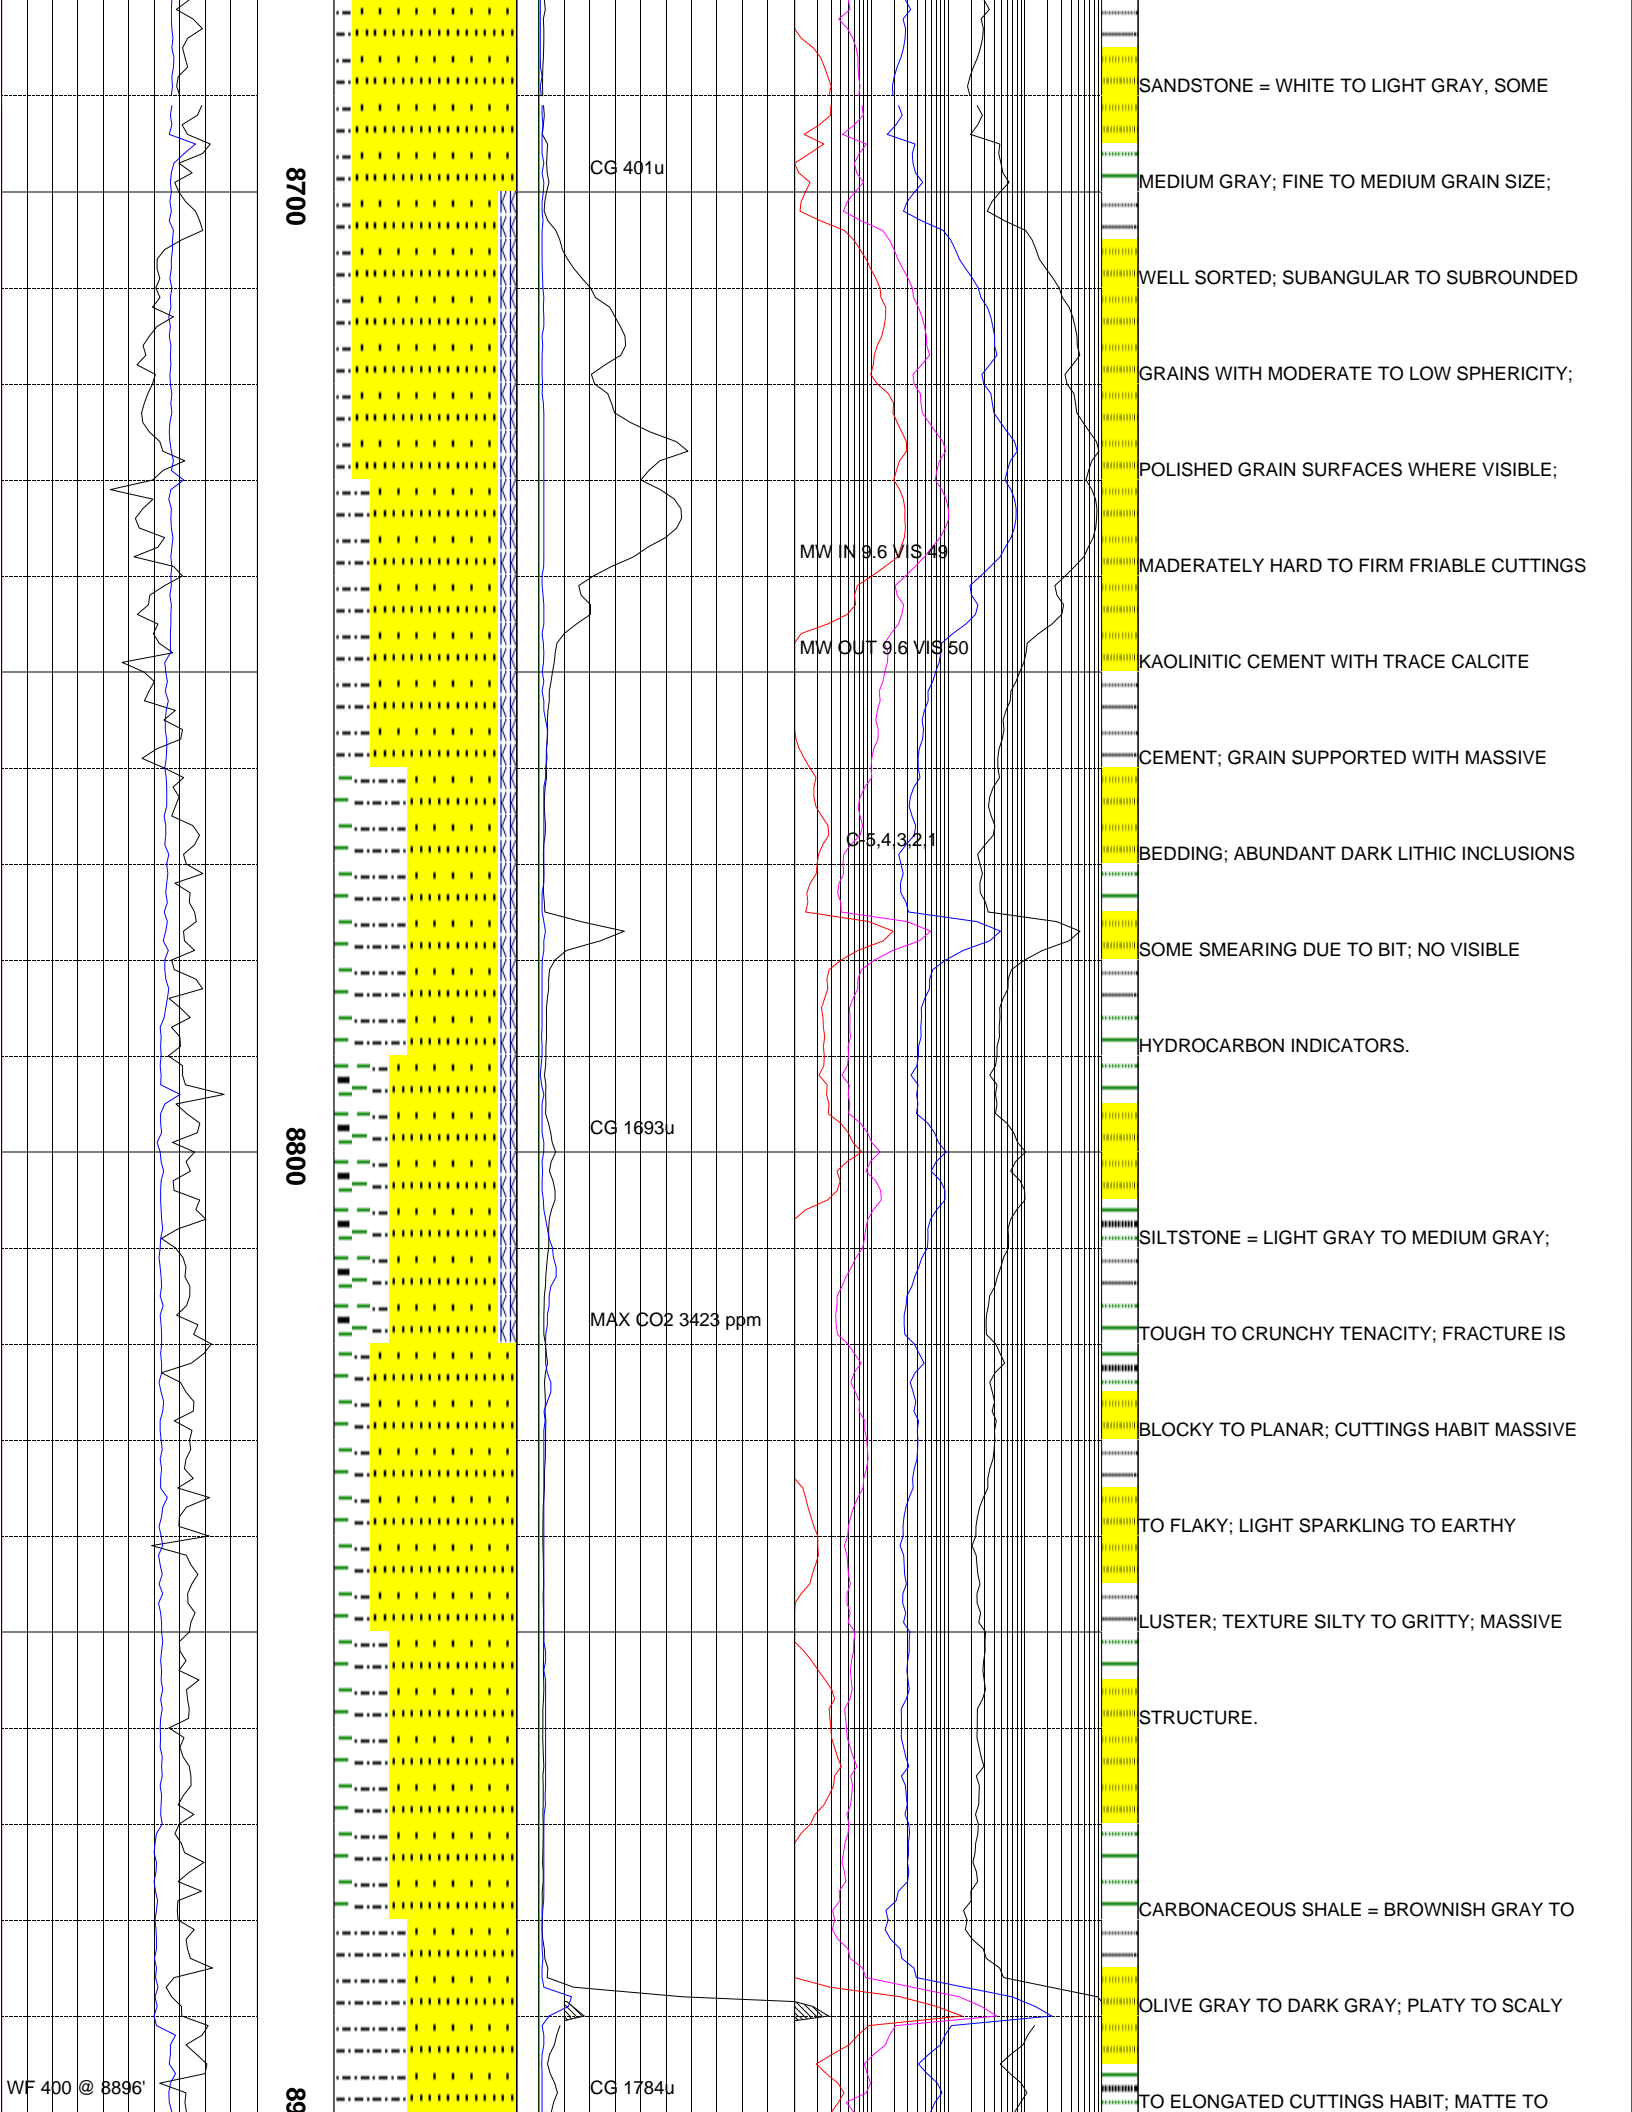 SANDSTONE = WHITE TO LIGHT GRAY, SOME
CG 401u
8700
MEDIUM GRAY; FINE TO MEDIUM GRAIN SIZE;
WELL SORTED; SUBANGULAR TO SUBROUNDED
GRAINS WITH MODERATE TO LOW SPHERICITY;
POLISHED GRAIN SURFACES WHERE VISIBLE;
MW IN 9.6 VIS 49
MADERATELY HARD TO FIRM FRIABLE CUTTINGS
MW OUT 9.6 VIS 50
KAOLINITIC CEMENT WITH TRACE CALCITE
CEMENT; GRAIN SUPPORTED WITH MASSIVE
C-5,4,3,2,1
BEDDING; ABUNDANT DARK LITHIC INCLUSIONS
SOME SMEARING DUE TO BIT; NO VISIBLE
HYDROCARBON INDICATORS.
CG 1693u
8800
SILTSTONE = LIGHT GRAY TO MEDIUM GRAY;
MAX CO2 3423 ppm
TOUGH TO CRUNCHY TENACITY; FRACTURE IS
BLOCKY TO PLANAR; CUTTINGS HABIT MASSIVE
TO FLAKY; LIGHT SPARKLING TO EARTHY
LUSTER; TEXTURE SILTY TO GRITTY; MASSIVE
STRUCTURE.
CARBONACEOUS SHALE = BROWNISH GRAY TO
OLIVE GRAY TO DARK GRAY; PLATY TO SCALY
WF 400 @ 8896'
89
CG 1784u
TO ELONGATED CUTTINGS HABIT; MATTE TO